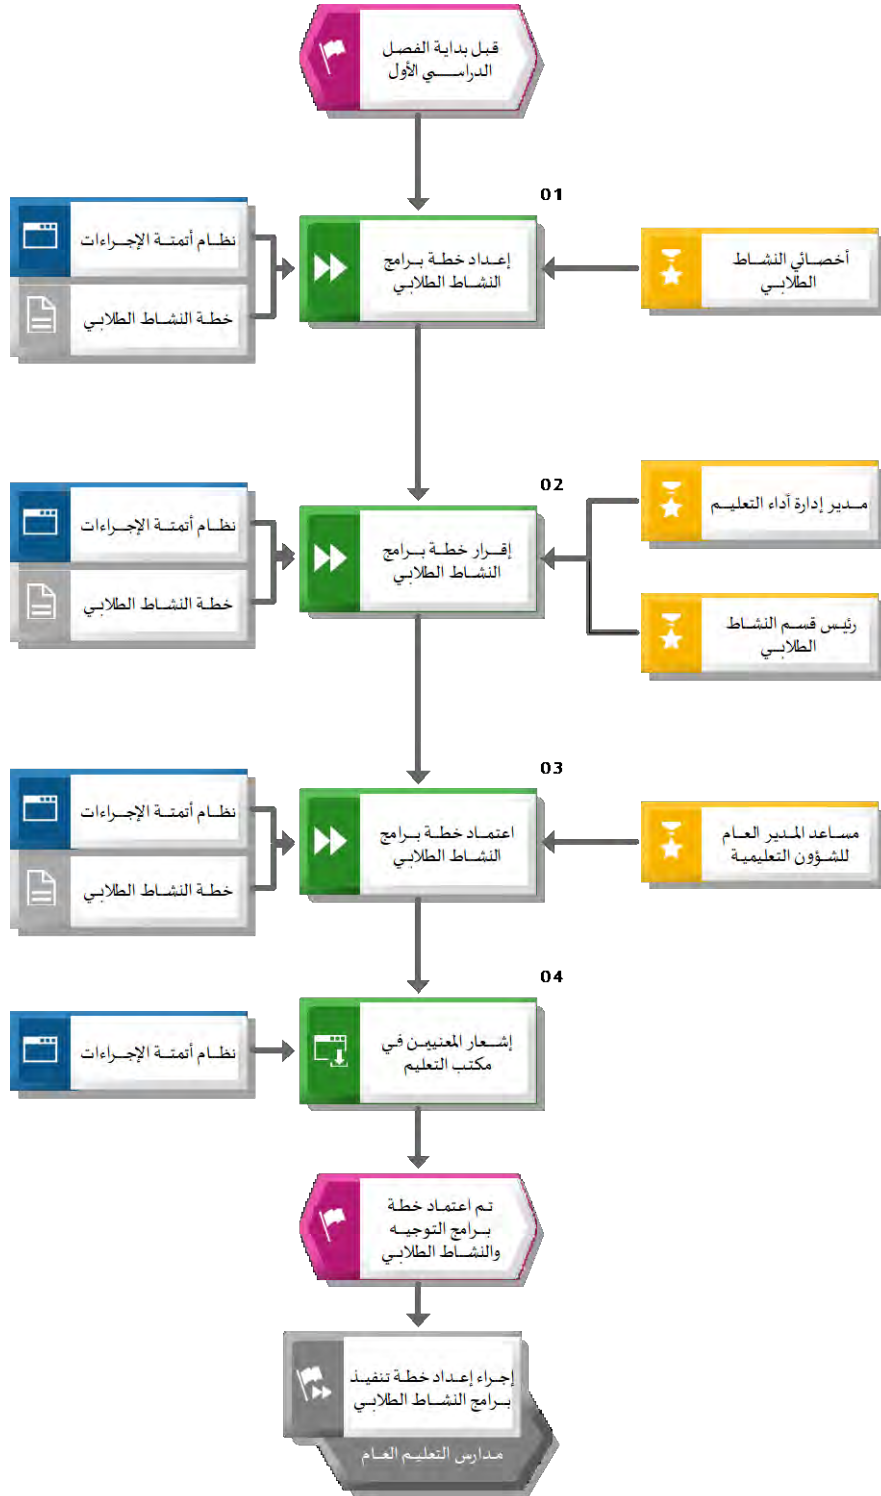 قبل بداية الفصل
الدراسي الأول
01
أخصائي النشاط
الطلابي
إعداد خطة برامج
النشاط الطلابي
نظام أتمتة الإجراءات
خطة النشاط الطلابي
02
مدير إدارة أداء التعليم
رئيس قسم النشاط
الطلابي
إقرار خطة برامج
النشاط الطلابي
نظام أتمتة الإجراءات
خطة النشاط الطلابي
03
مساعد المدير العام
للشؤون التعليمية
اعتماد خطة برامج
النشاط الطلابي
نظام أتمتة الإجراءات
خطة النشاط الطلابي
04
إشعار المعنيين في
مكتب التعليم
نظام أتمتة الإجراءات
تم اعتماد خطة
برامج التوجيه
والنشاط الطلابي
إجراء إعداد خطة تنفيذ
برامج النشاط الطلابي
مدارس التعليم العام